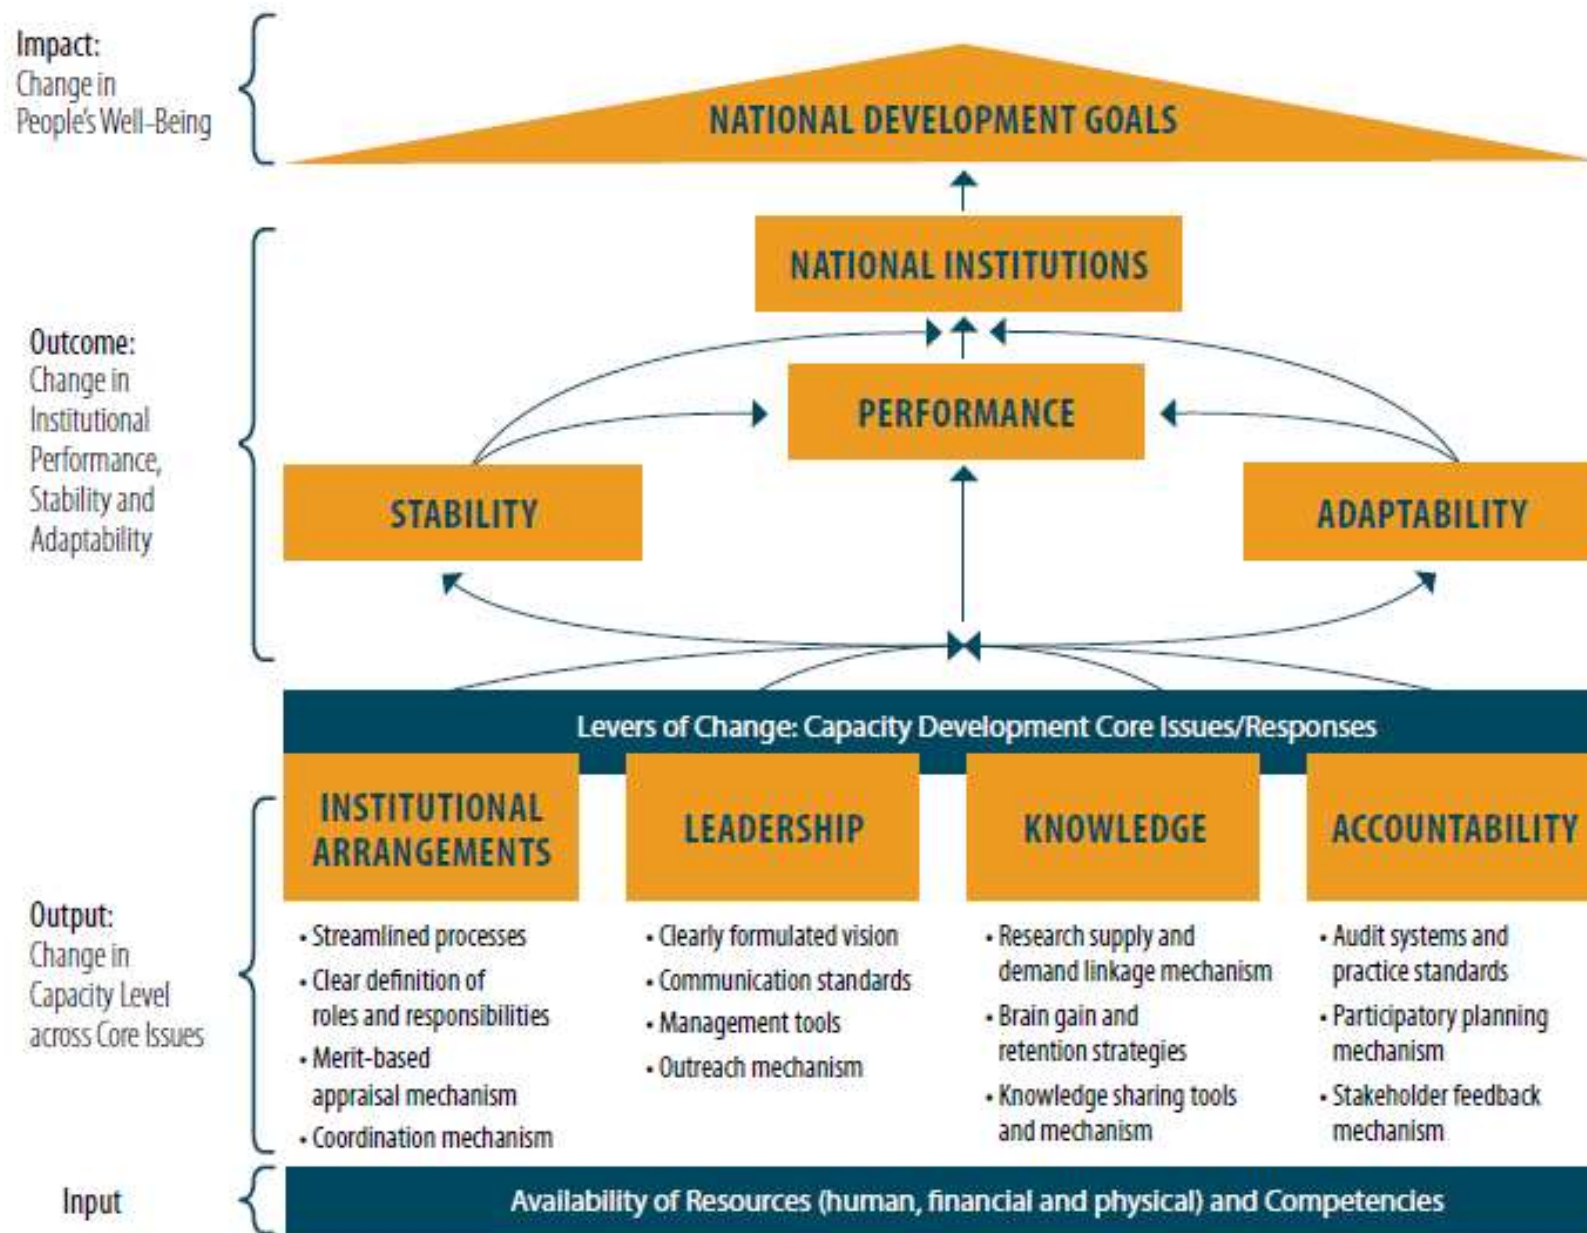 Impact:
Change in
People's Well-Being
NATIONAL DEVELOPMENT GOALS
NATIONAL INSTITUTIONS
Outcome:
Change in
Institutional
Performance,
Stability and
Adaptability
PERFORMANCE
STABILITY
ADAPTABILITY
Levers of Change: Capacity Development Core Issues/Responses
Output:
Change in
Capacity Level
across Core Issues
INSTITUTIONAL
ARRANGEMENTS
• Streamlined processes
• Clear definition of
roles and responsibilities
• Merit-based
appraisal mechanism
• Coordination mechanism
LEADERSHIP
• Clearly formulated vision
• Communication standards
• Management tools
• Outreach mechanism
KNOWLEDGE
• Research supply and
demand linkage mechanism
• Brain gain and
retention strategies
• Knowledge sharing tools
and mechanism
ACCOUNTABILITY
• Audit systems and
practice standards
• Participatory planning
mechanism
• Stakeholder feedback
mechanism
Input
Availability of Resources (human, financial and physical) and Competencies